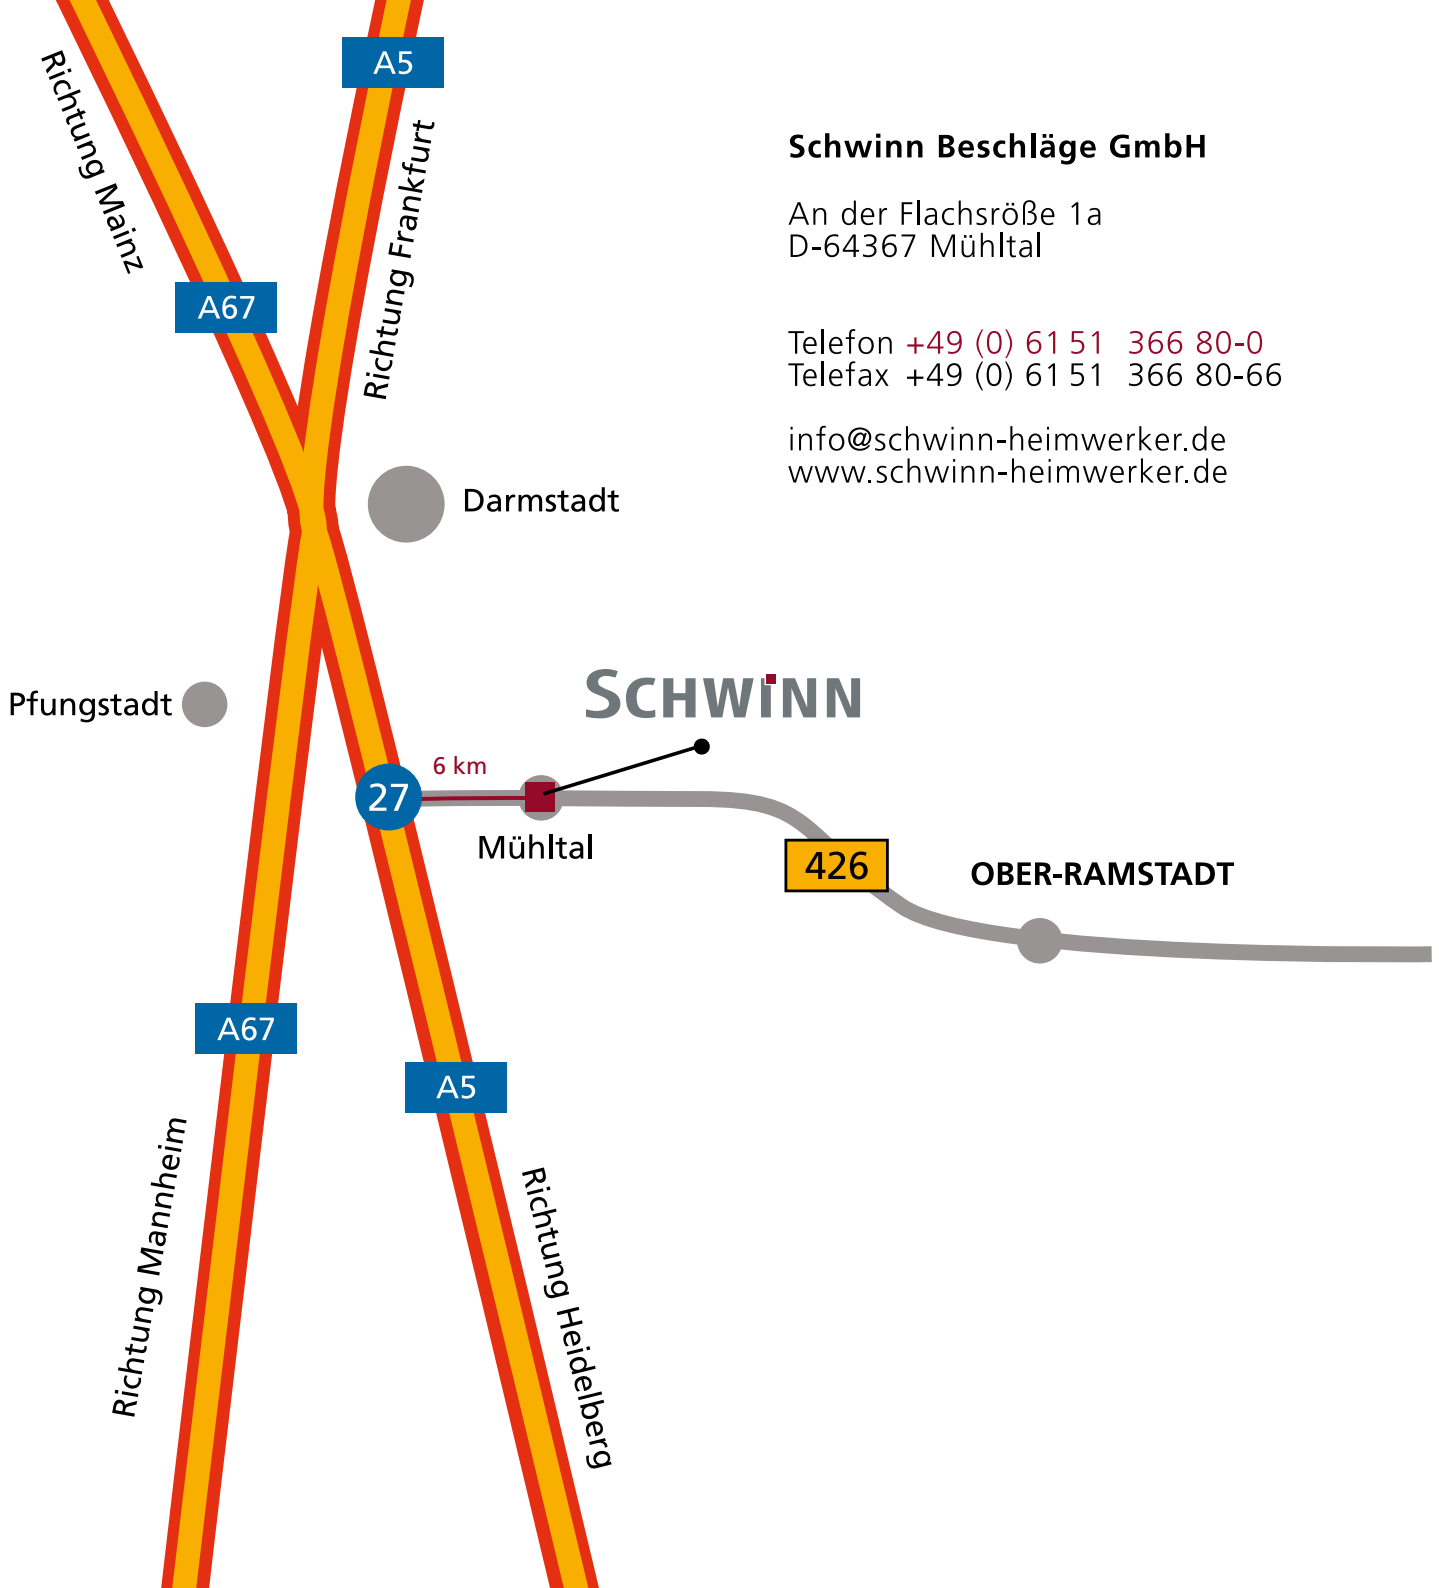 A5
Richtung Mainz
Richtung Frankfurt
Schwinn Beschläge GmbH
An der Flachsröße 1a
D-64367 Mühltal
A67
Telefon +49 (0) 61 51 366 80-0
Telefax +49 (0) 61 51 366 80-66
info@schwinn-heimwerker.de
www.schwinn-heimwerker.de
Darmstadt
Pfungstadt
SCHWINN
6 km
27
Mühltal
426
OBER-RAMSTADT
A67
A5
Richtung Mannheim
Richtung Heidelberg